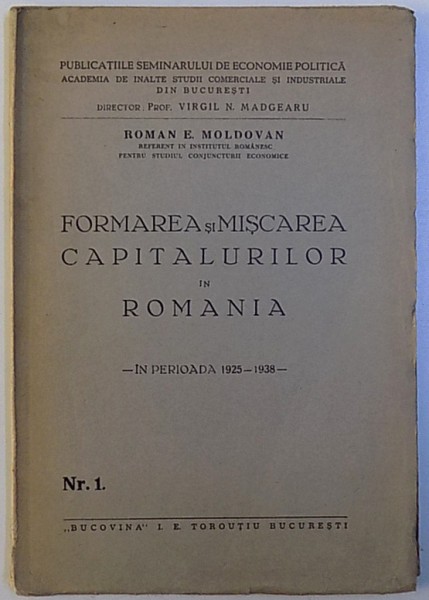 PUBLICAȚIILE SEMINARULUI DE ECONOMIE POLITICĂ
ACADEMIA DE INALTE STUDII COMERCIALE ȘI INDUSTRIALE
DIN BUCUREȘTI
DIRECTOR: PROF. VIRGIL N. MADGEARU
ROMAN E. MOLDOVAN
REFERENT IN INSTITUTUL ROMÂNESC
PENTRU STUDIUL CONJUNCTURII ECONOMICE
FORMAREA ȘI MIȘCAREA
CAPITALURILOR
IN
ROMANIA
— IN PERIOADA 1925 — 1938 —
Nr. 1.
„BUCOVINA" I. E. TOROUȚIU BUCUREȘTI